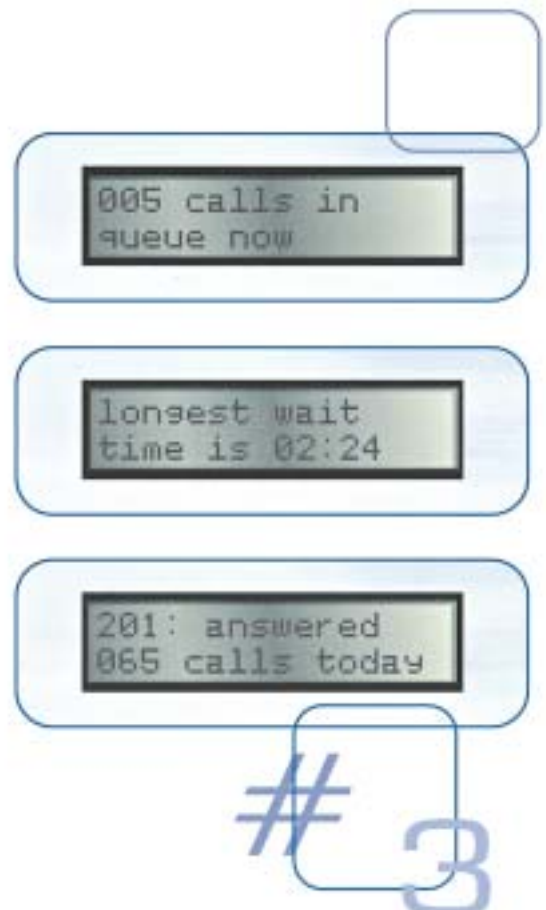 005 calls in
queue now
longest wait
time is 02:24
201: answered
065 calls today
#
3